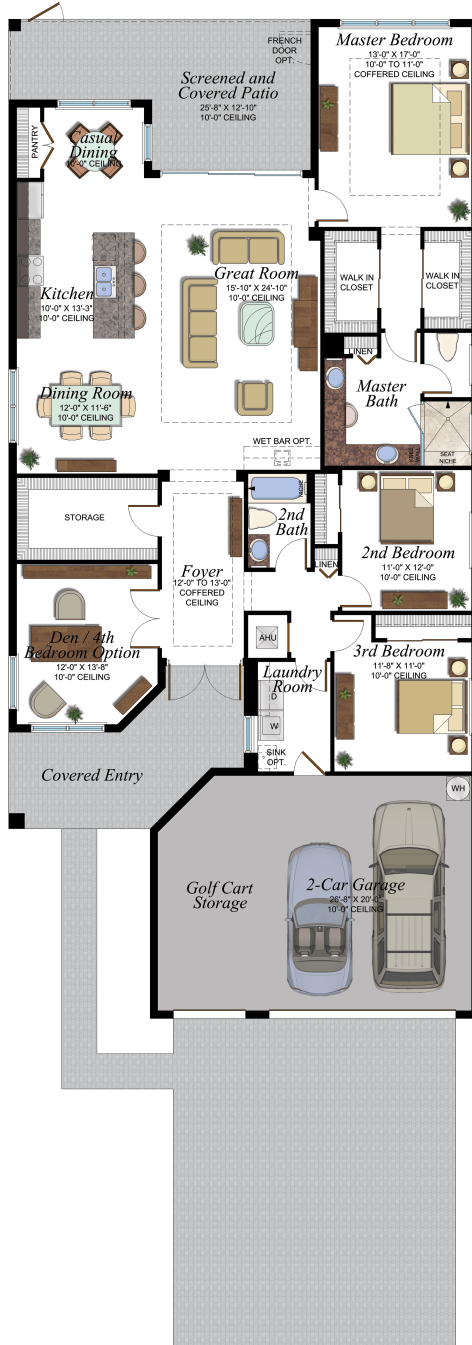 FRENCH
DOOR
OPT.
Master Bedroom
13'-0" X 17'-0"
10'-0" TO 11'-0"
COFFERED CEILING
Screened and
Covered Patio
25'-8" X 12'-10"
10'-0" CEILING
PANTRY
Casual
Dining
10'-0" CEILING
Great Room
15'-10" X 24'-10"
10'-0" CEILING
WALK IN
CLOSET
WALK IN
CLOSET
Kitchen
10'-0" X 13'-3"
10'-0" CEILING
LINEN
Master
Bath
Dining Room
12'-0" X 11'-6"
10'-0" CEILING
WET BAR OPT.
SEAT
NICHE
NICHE
STORAGE
2nd
Bath
2nd Bedroom
11'-0" X 12'-0"
10'-0" CEILING
LINEN
Foyer
12'-0" TO 13'-0"
COFFERED
CEILING
Den / 4th
Bedroom Option
12'-0" X 13'-8"
10'-0" CEILING
AHU
3rd Bedroom
11'-8" X 11'-0"
10'-0" CEILING
Laundry
Room
D
W
SINK
OPT.
Covered Entry
WH
Golf Cart
Storage
2-Car Garage
26'-8" X 20'-0"
10'-0" CEILING